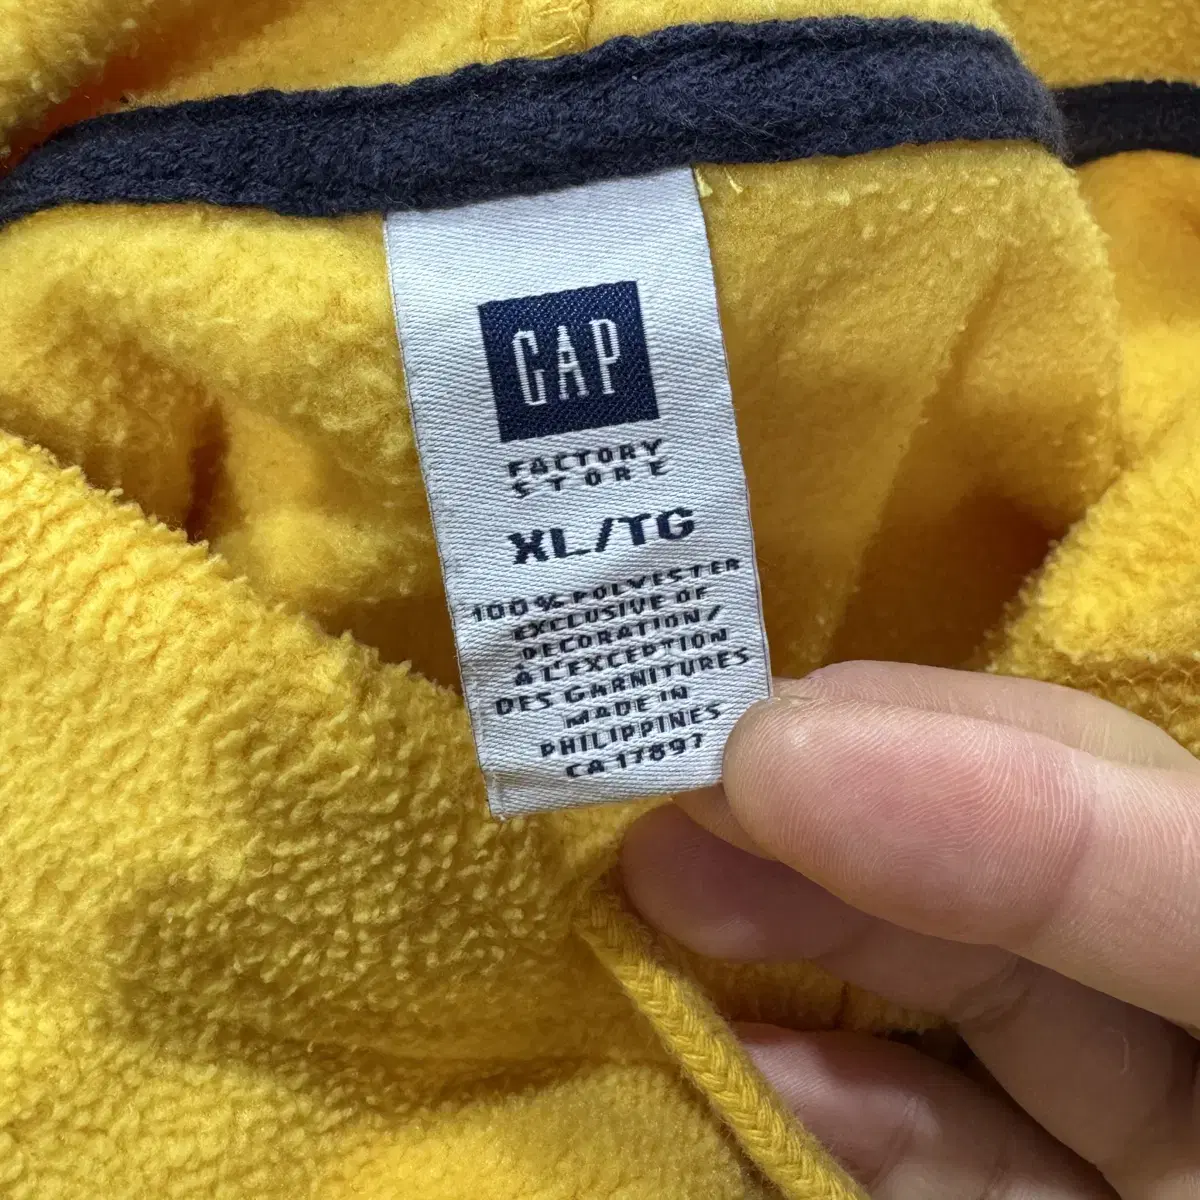 GAP
FACTORY
STORE
XL/TG
100% POLYESTER
EXCLUSIVE OF
DECORATION/
À L'EXCEPTION
DES GARNITURES
MADE IN
PHILIPPINES
CA 17897